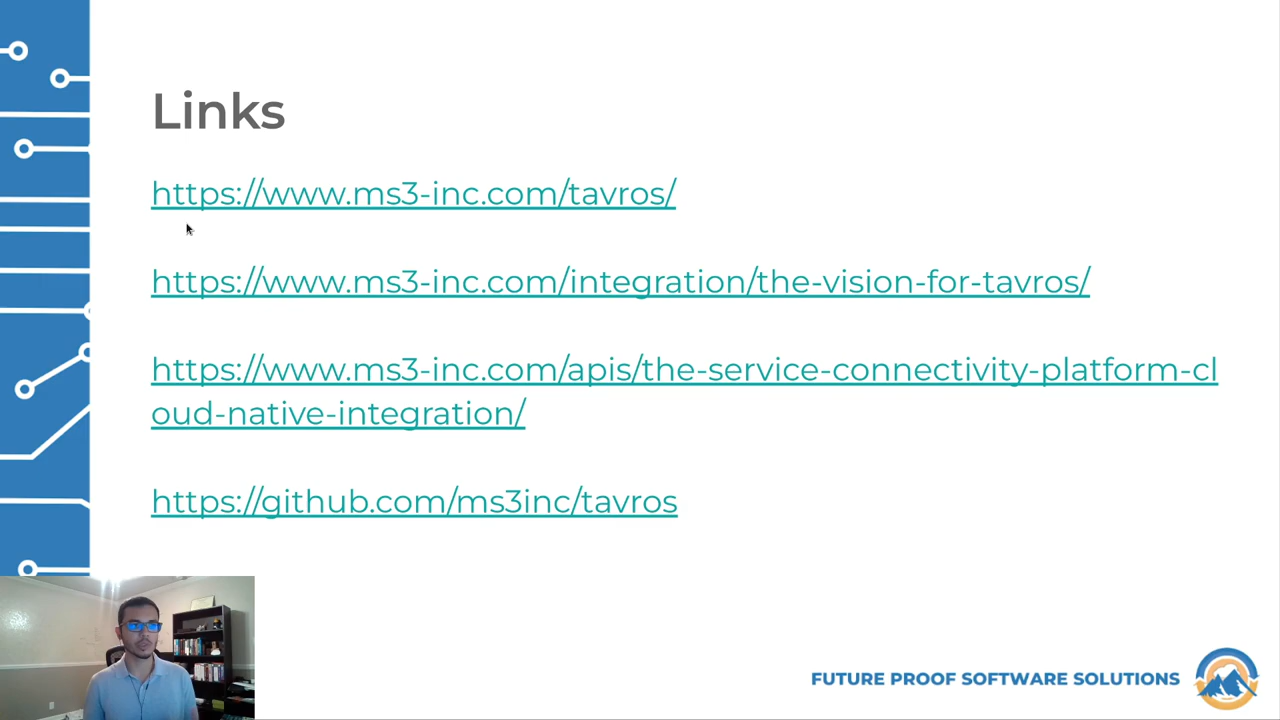 Links
https://www.ms3-inc.com/tavros/
https://www.ms3-inc.com/integration/the-vision-for-tavros/
https://www.ms3-inc.com/apis/the-service-connectivity-platform-cl
oud-native-integration/
https://github.com/ms3inc/tavros
FUTURE PROOF SOFTWARE SOLUTIONS